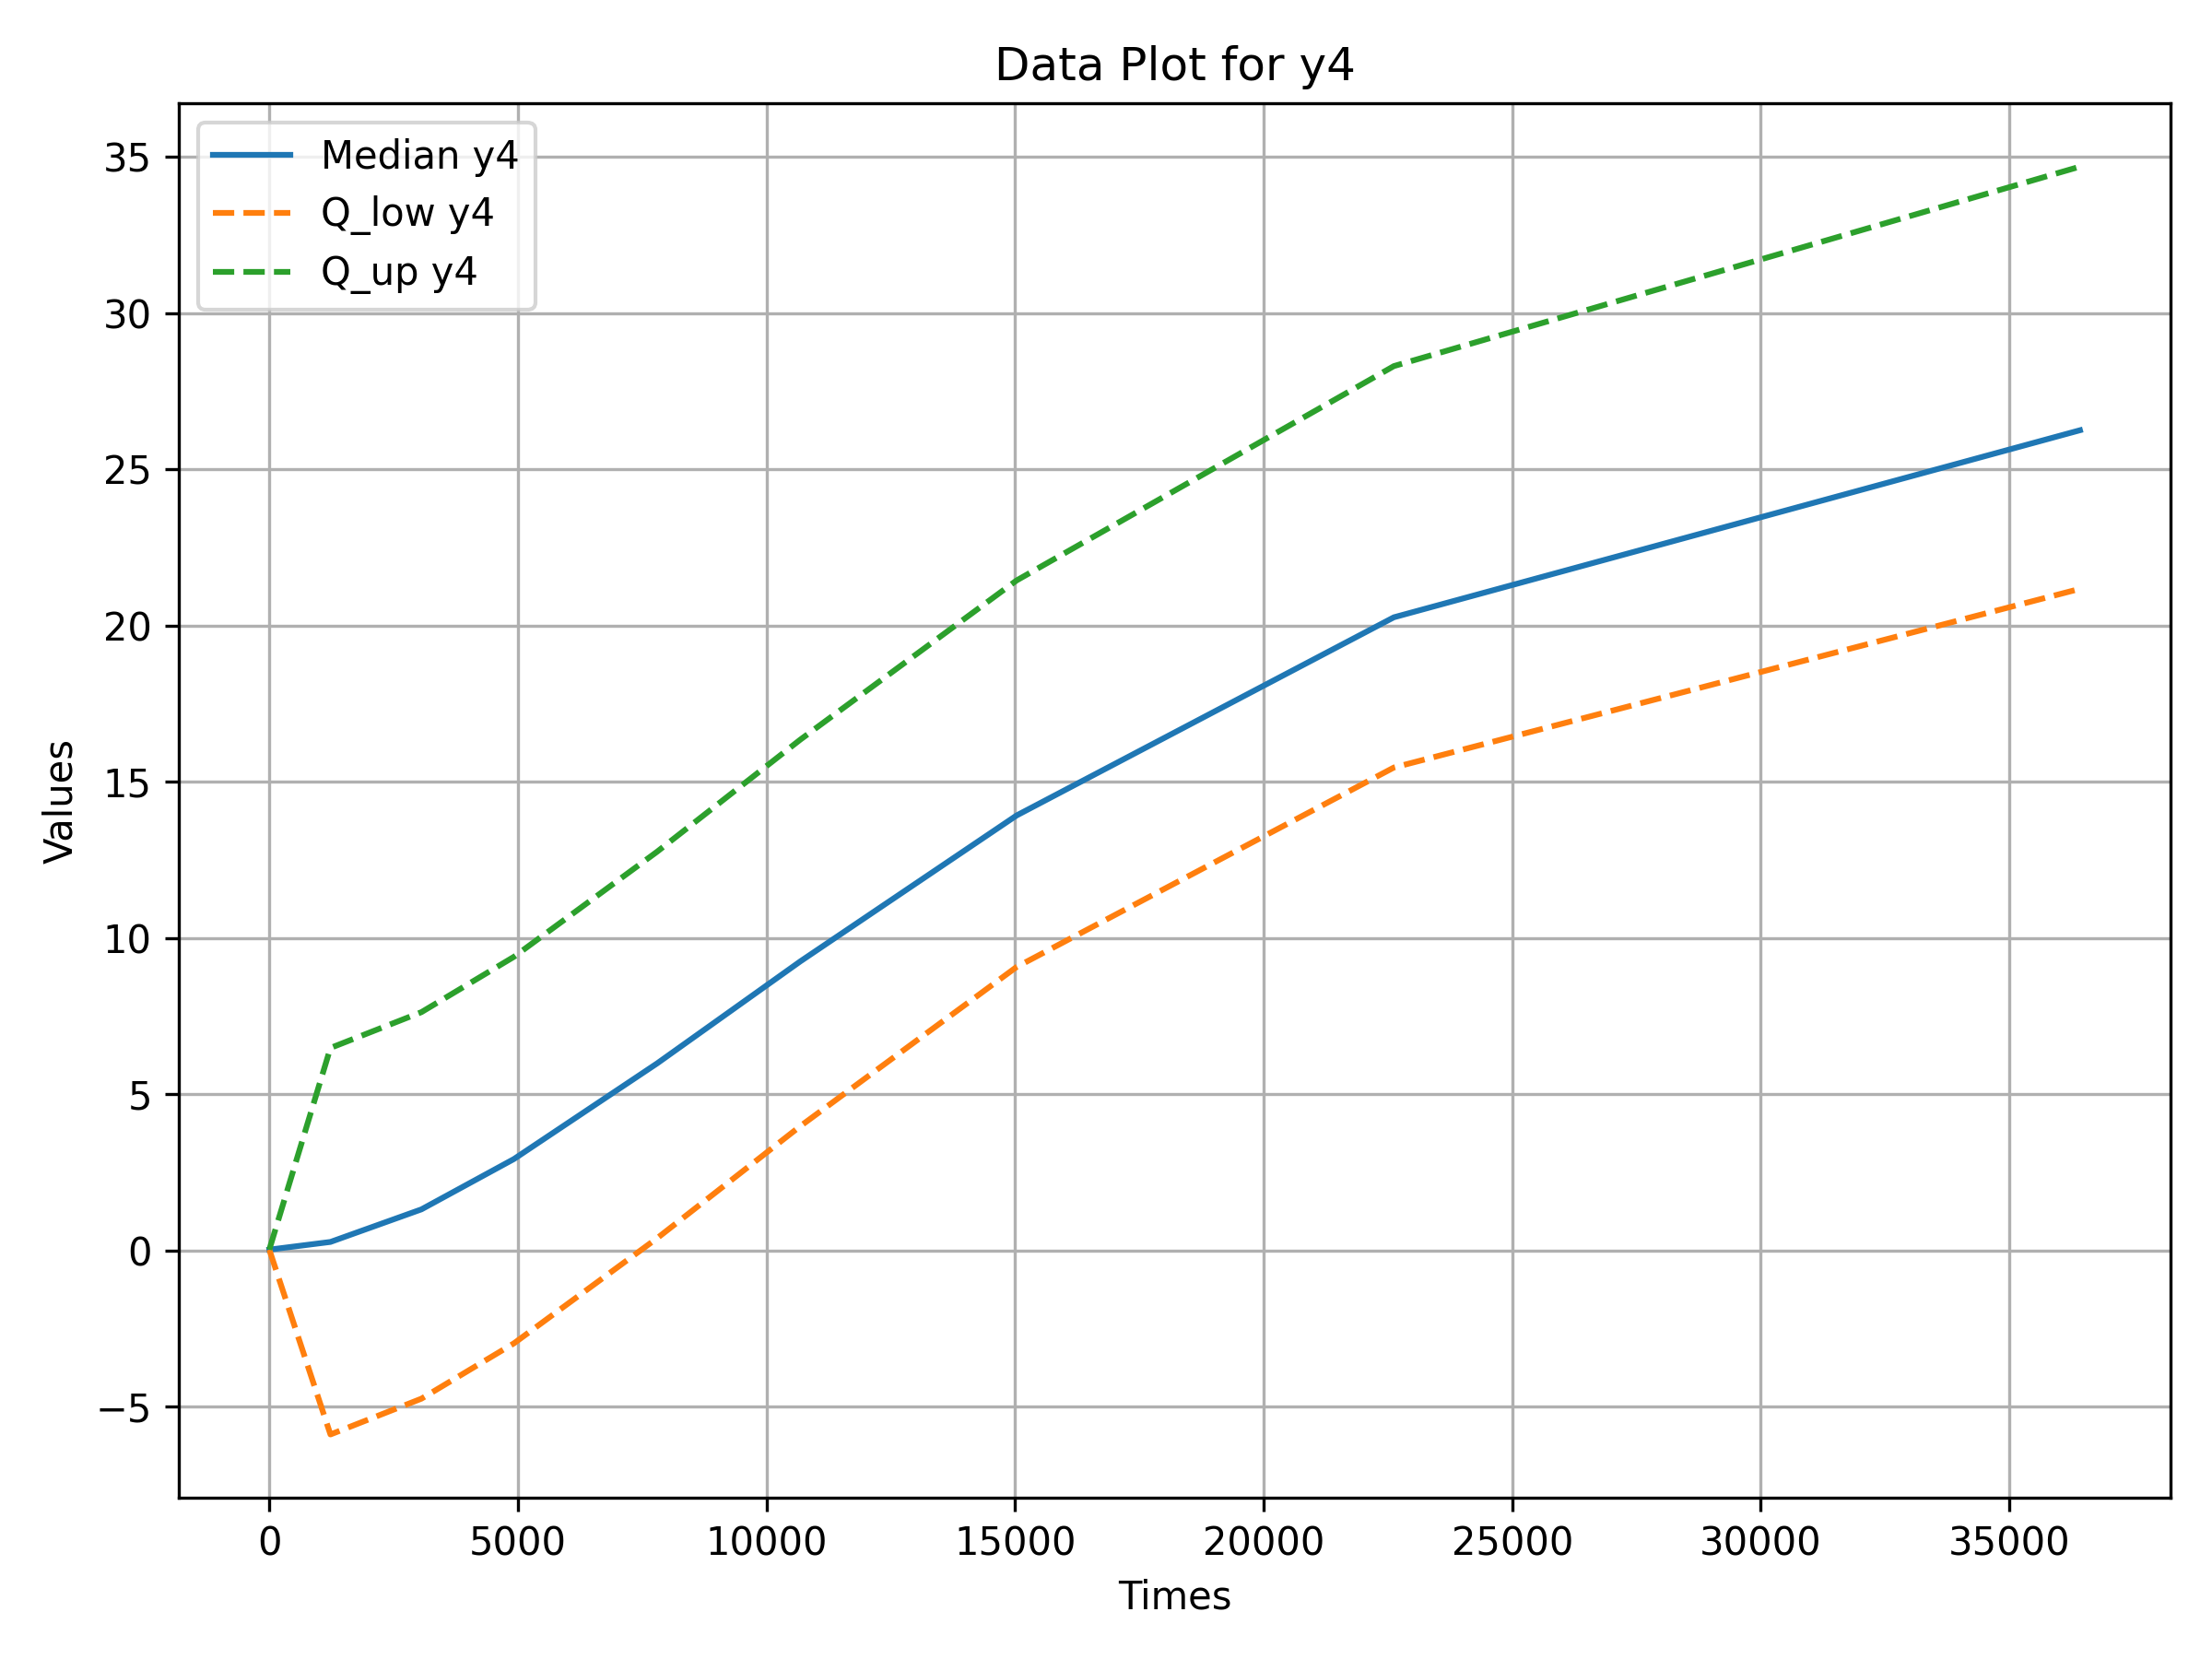 Data Plot for y4
Median y4
Q_low y4
Q_up y4
35
30
25
20
15
10
5
0
−5
Values
0 5000 10000 15000 20000 25000 30000 35000
Times